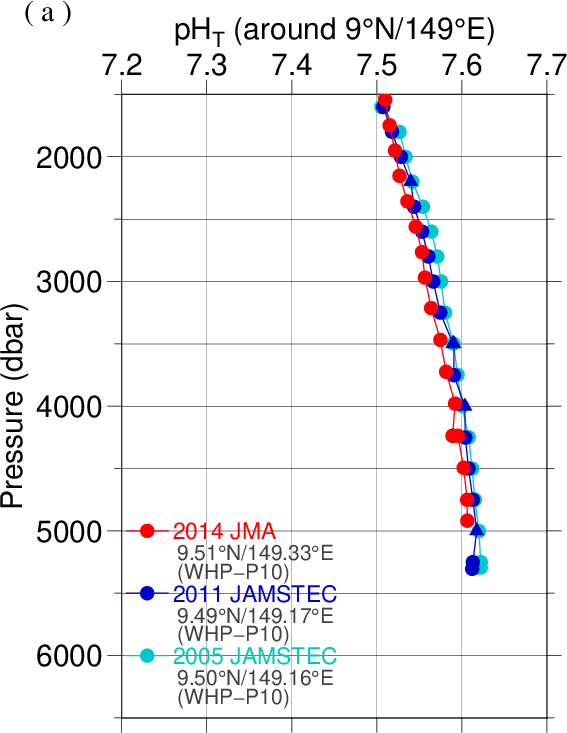 ( a )
pHT (around 9°N/149°E)
7.2 7.3 7.4 7.5 7.6 7.7
2000
3000
4000
5000
6000
Pressure (dbar)
2014 JMA
9.51°N/149.33°E
(WHP−P10)
2011 JAMSTEC
9.49°N/149.17°E
(WHP−P10)
2005 JAMSTEC
9.50°N/149.16°E
(WHP−P10)